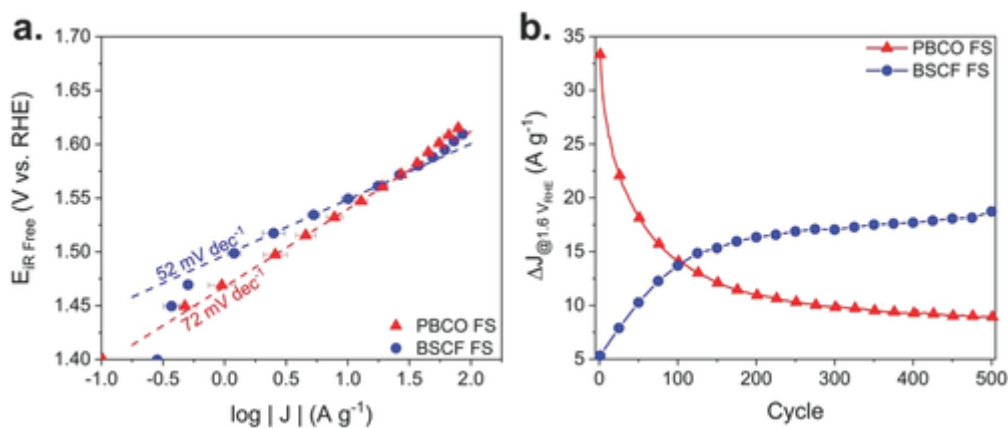 a.
E_iR Free (V vs. RHE)
1.70
1.65
1.60
1.55
1.50
1.45
1.40
52 mV dec⁻¹
72 mV dec⁻¹
PBCO FS
BSCF FS
-1.0
-0.5
0.0
0.5
1.0
1.5
2.0
log | J | (A g⁻¹)
b.
ΔJ_@1.6 V_RHE (A g⁻¹)
35
30
25
20
15
10
5
PBCO FS
BSCF FS
0
100
200
300
400
500
Cycle